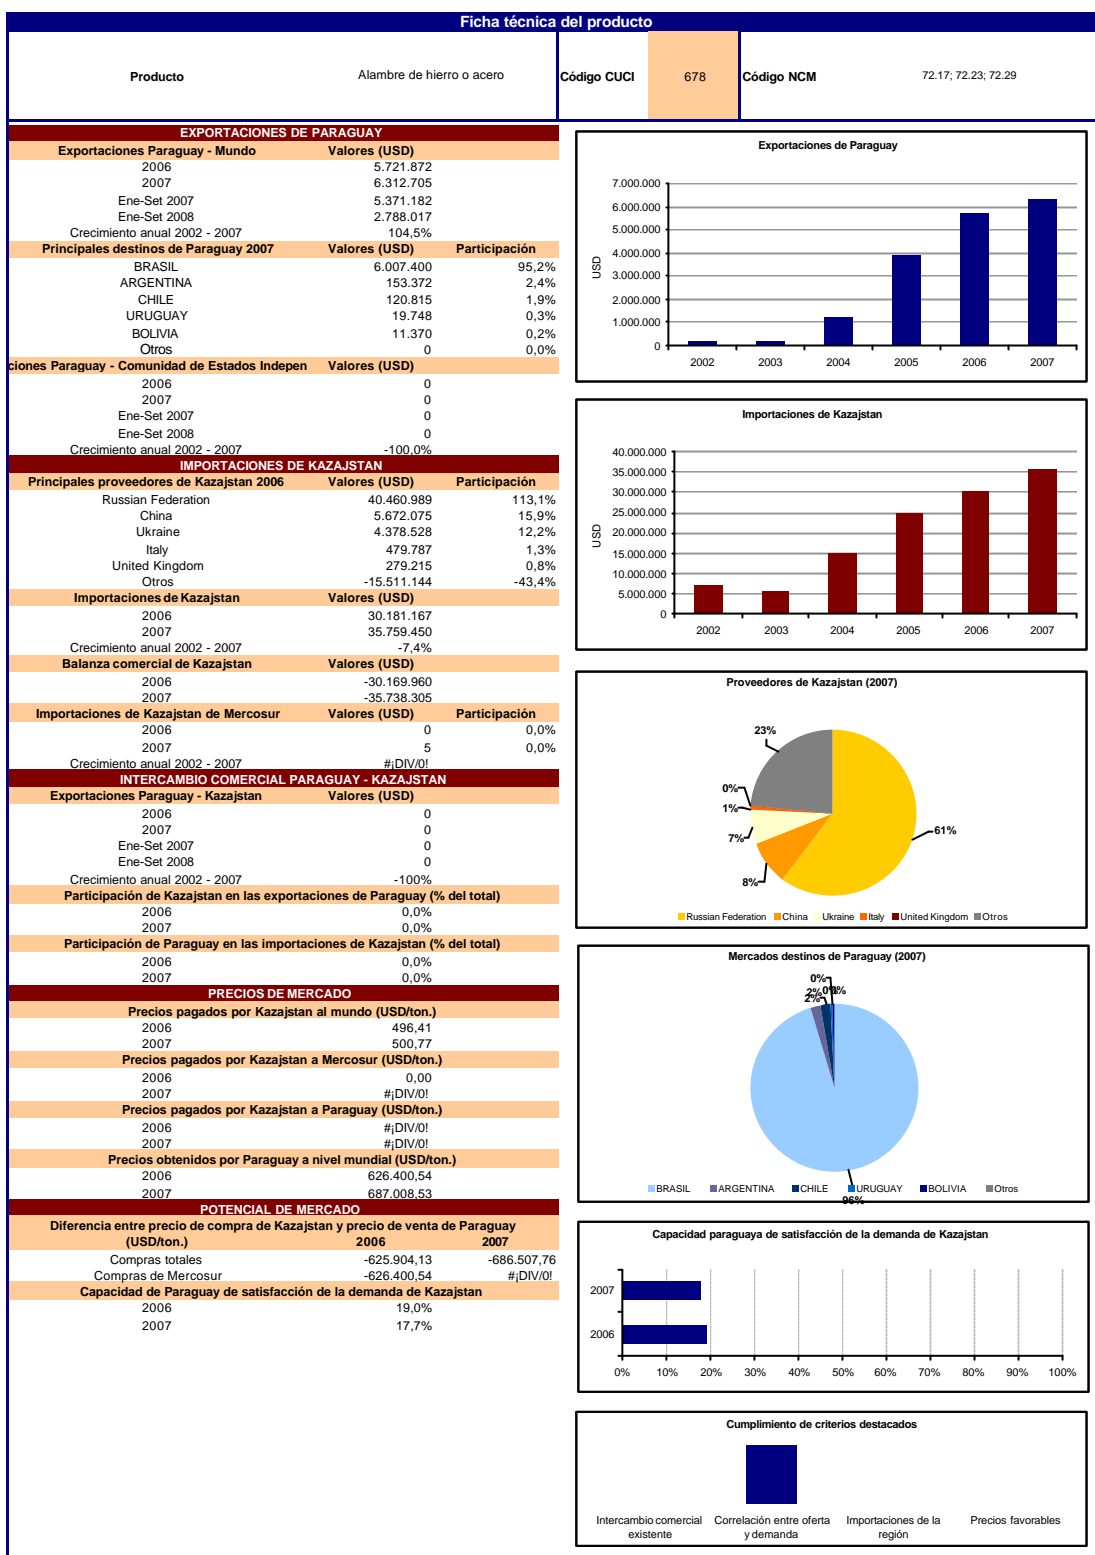 Ficha técnica del producto
Producto Alambre de hierro o acero Código CUCI 678 Código NCM 72.17; 72.23; 72.29
EXPORTACIONES DE PARAGUAY
Exportaciones Paraguay - Mundo Valores (USD)
2006 5.721.872
2007 6.312.705
Ene-Set 2007 5.371.182
Ene-Set 2008 2.788.017
Crecimiento anual 2002 - 2007 104,5%
Principales destinos de Paraguay 2007 Valores (USD) Participación
BRASIL 6.007.400 95,2%
ARGENTINA 153.372 2,4%
CHILE 120.815 1,9%
URUGUAY 19.748 0,3%
BOLIVIA 11.370 0,2%
Otros 0 0,0%
ciones Paraguay - Comunidad de Estados Indepen Valores (USD)
2006 0
2007 0
Ene-Set 2007 0
Ene-Set 2008 0
Crecimiento anual 2002 - 2007 -100,0%
IMPORTACIONES DE KAZAJSTAN
Principales proveedores de Kazajstan 2006 Valores (USD) Participación
Russian Federation 40.460.989 113,1%
China 5.672.075 15,9%
Ukraine 4.378.528 12,2%
Italy 479.787 1,3%
United Kingdom 279.215 0,8%
Otros -15.511.144 -43,4%
Importaciones de Kazajstan Valores (USD)
2006 30.181.167
2007 35.759.450
Crecimiento anual 2002 - 2007 -7,4%
Balanza comercial de Kazajstan Valores (USD)
2006 -30.169.960
2007 -35.738.305
Importaciones de Kazajstan de Mercosur Valores (USD) Participación
2006 0 0,0%
2007 5 0,0%
Crecimiento anual 2002 - 2007 #¡DIV/0!
INTERCAMBIO COMERCIAL PARAGUAY - KAZAJSTAN
Exportaciones Paraguay - Kazajstan Valores (USD)
2006 0
2007 0
Ene-Set 2007 0
Ene-Set 2008 0
Crecimiento anual 2002 - 2007 -100%
Participación de Kazajstan en las exportaciones de Paraguay (% del total)
2006 0,0%
2007 0,0%
Participación de Paraguay en las importaciones de Kazajstan (% del total)
2006 0,0%
2007 0,0%
PRECIOS DE MERCADO
Precios pagados por Kazajstan al mundo (USD/ton.)
2006 496,41
2007 500,77
Precios pagados por Kazajstan a Mercosur (USD/ton.)
2006 0,00
2007 #¡DIV/0!
Precios pagados por Kazajstan a Paraguay (USD/ton.)
2006 #¡DIV/0!
2007 #¡DIV/0!
Precios obtenidos por Paraguay a nivel mundial (USD/ton.)
2006 626.400,54
2007 687.008,53
POTENCIAL DE MERCADO
Diferencia entre precio de compra de Kazajstan y precio de venta de Paraguay
(USD/ton.) 2006 2007
Compras totales -625.904,13 -686.507,76
Compras de Mercosur -626.400,54 #¡DIV/0!
Capacidad de Paraguay de satisfacción de la demanda de Kazajstan
2006 19,0%
2007 17,7%
Exportaciones de Paraguay
7.000.000
6.000.000
5.000.000
4.000.000
3.000.000
2.000.000
1.000.000
0
USD
2002 2003 2004 2005 2006 2007
Importaciones de Kazajstan
40.000.000
35.000.000
30.000.000
25.000.000
20.000.000
15.000.000
10.000.000
5.000.000
0
USD
2002 2003 2004 2005 2006 2007
Proveedores de Kazajstan (2007)
23%
0%
1%
7%
8%
61%
Russian Federation China Ukraine Italy United Kingdom Otros
Mercados destinos de Paraguay (2007)
0%
2%
2%
96%
BRASIL ARGENTINA CHILE URUGUAY BOLIVIA Otros
Capacidad paraguaya de satisfacción de la demanda de Kazajstan
2007
2006
0% 10% 20% 30% 40% 50% 60% 70% 80% 90% 100%
Cumplimiento de criterios destacados
Intercambio comercial existente
Correlación entre oferta y demanda
Importaciones de la región
Precios favorables